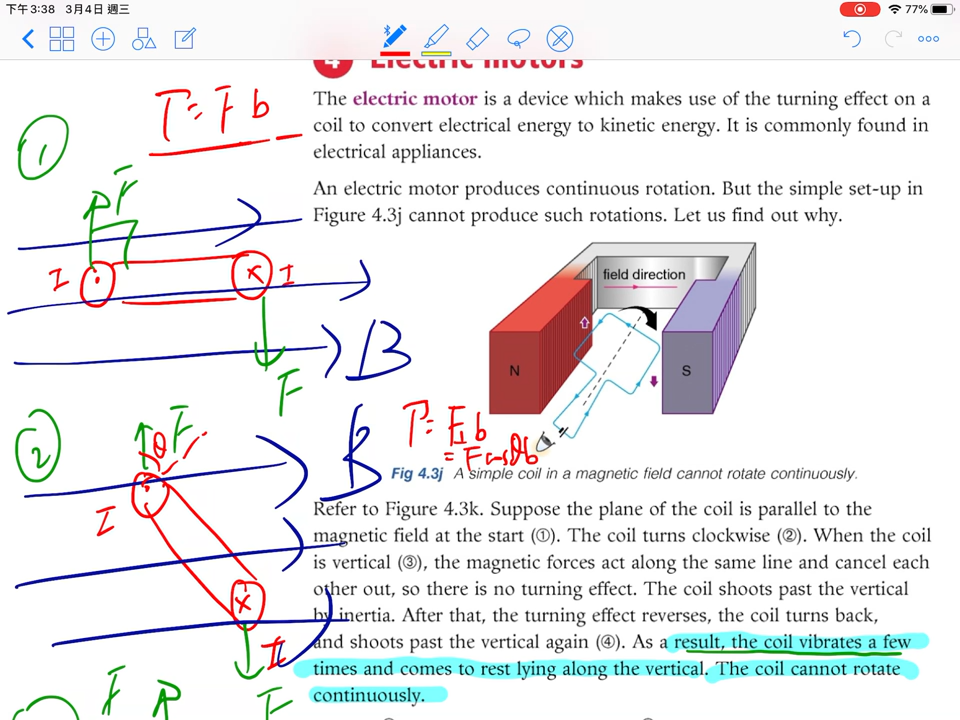 下午3:38 3月4日 週三
77%
4 Electric motors
The electric motor is a device which makes use of the turning effect on a
coil to convert electrical energy to kinetic energy. It is commonly found in
electrical appliances.
An electric motor produces continuous rotation. But the simple set-up in
Figure 4.3j cannot produce such rotations. Let us find out why.
field direction
N
S
Fig 4.3j A simple coil in a magnetic field cannot rotate continuously.
Refer to Figure 4.3k. Suppose the plane of the coil is parallel to the
magnetic field at the start (①). The coil turns clockwise (②). When the coil
is vertical (③), the magnetic forces act along the same line and cancel each
other out, so there is no turning effect. The coil shoots past the vertical
by inertia. After that, the turning effect reverses, the coil turns back,
and shoots past the vertical again (④). As a result, the coil vibrates a few
times and comes to rest lying along the vertical. The coil cannot rotate
continuously.
①
F
I
I
B
F
②
F
θ
B
I
I
F
F